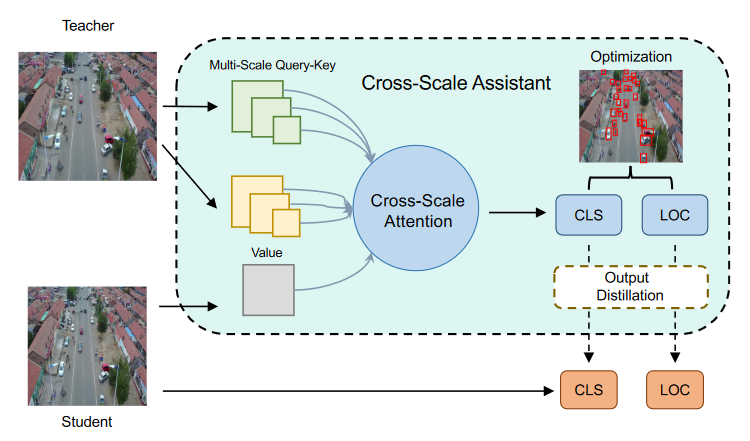 Teacher
Multi-Scale Query-Key
Cross-Scale Assistant
Optimization
Cross-Scale
Attention
CLS
LOC
Value
Output
Distillation
CLS
LOC
Student